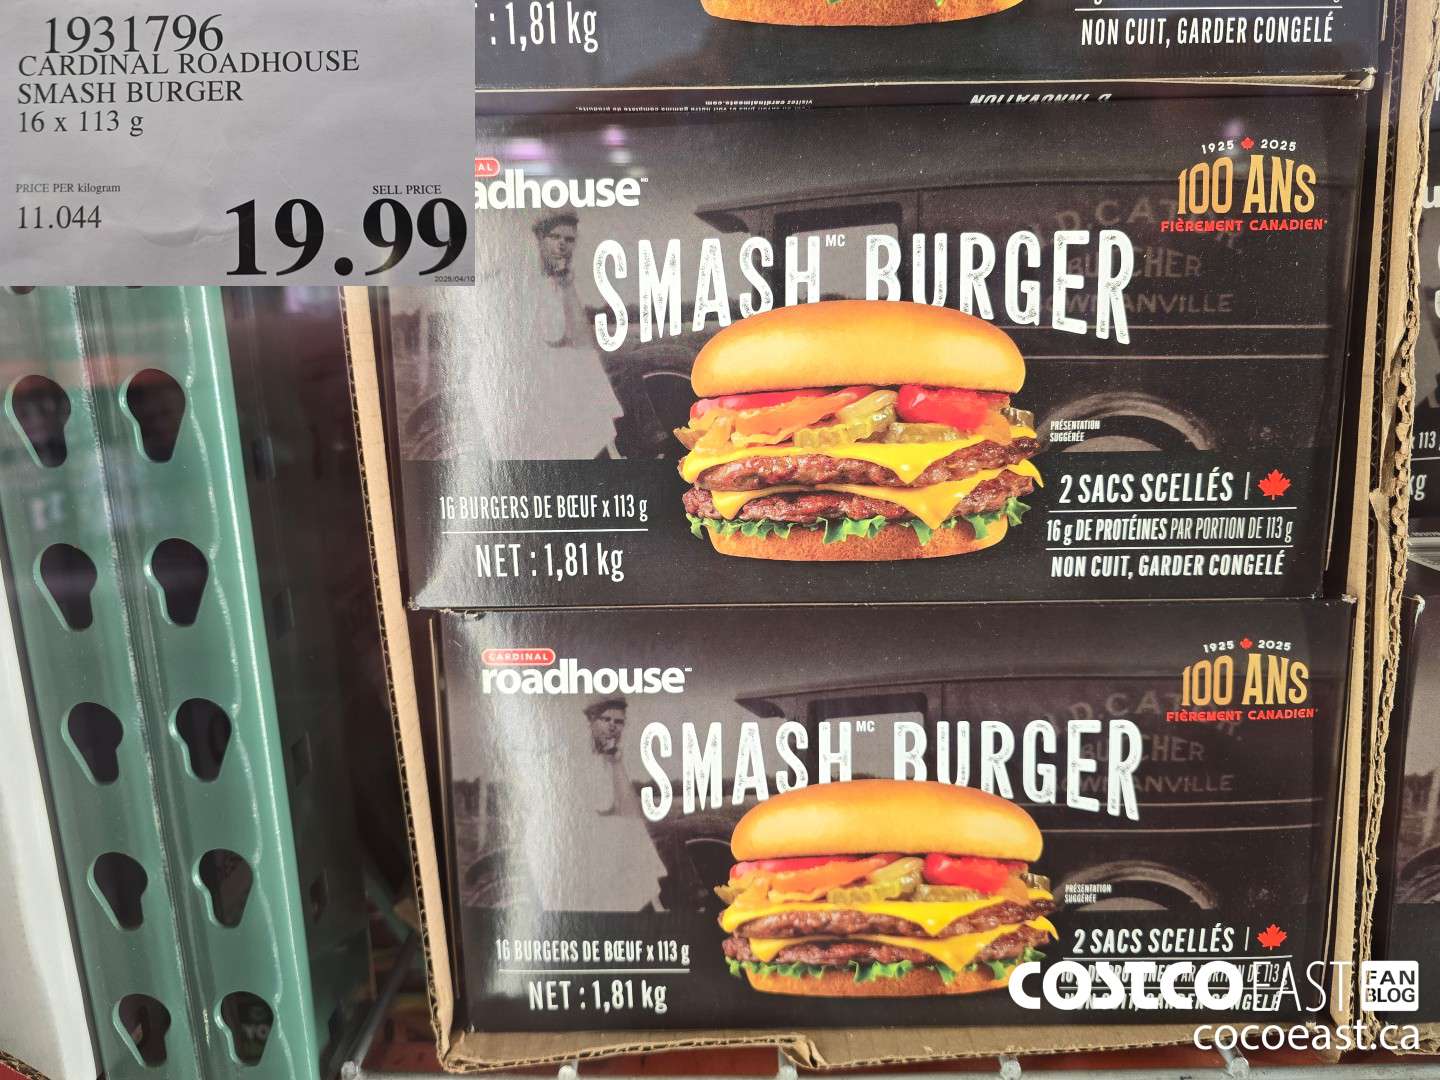 1931796
CARDINAL ROADHOUSE
SMASH BURGER
16 x 113 g
PRICE PER kilogram
11.044
SELL PRICE
19.99
2025/04/10
: 1,81 kg
NON CUIT, GARDER CONGELÉ
adhouse
1925 2025
100 ANS
FIÈREMENT CANADIEN
SMASH MC BURGER
PRÉSENTATION
SUGGÉRÉE
16 BURGERS DE BŒUF x 113 g
NET : 1,81 kg
2 SACS SCELLÉS
16 g DE PROTÉINES PAR PORTION DE 113 g
NON CUIT, GARDER CONGELÉ
CARDINAL
roadhouse
1925 2025
100 ANS
FIÈREMENT CANADIEN
SMASH MC BURGER
PRÉSENTATION
SUGGÉRÉE
16 BURGERS DE BŒUF x 113 g
NET : 1,81 kg
2 SACS SCELLÉS
COSTCO EAST FAN BLOG
cocoeast.ca